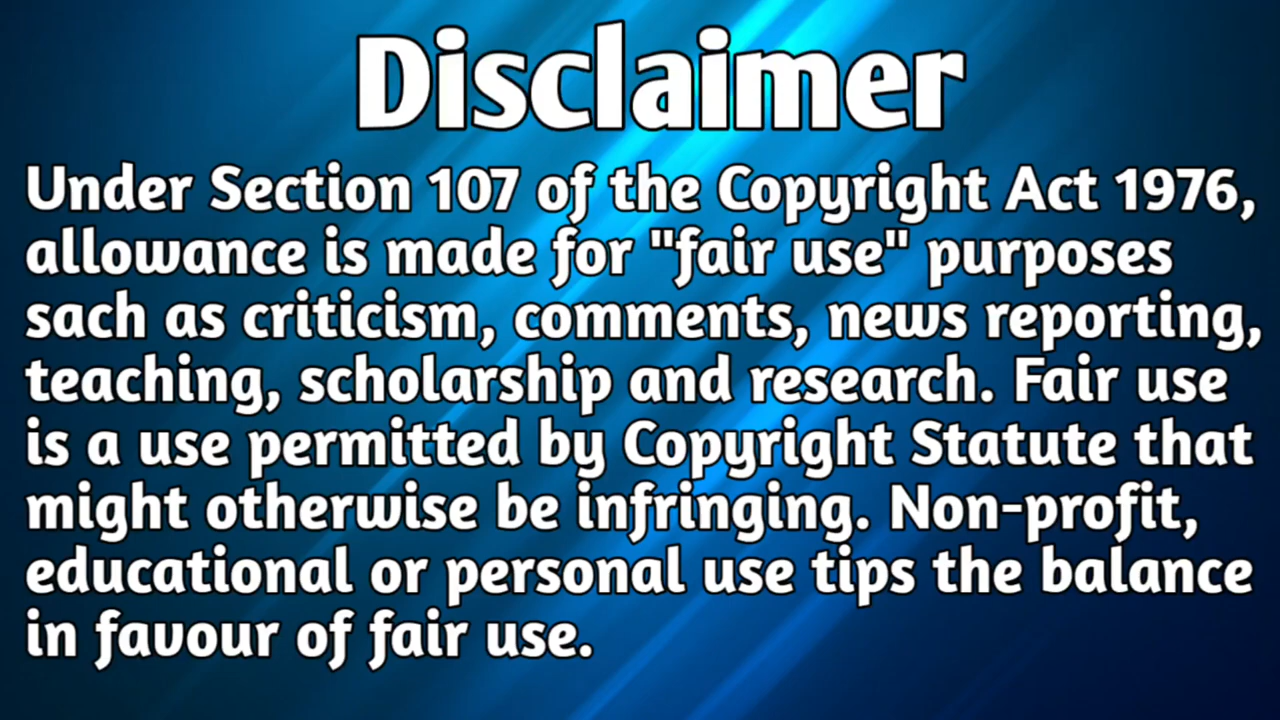 Disclaimer
Under Section 107 of the Copyright Act 1976,
allowance is made for "fair use" purposes
sach as criticism, comments, news reporting,
teaching, scholarship and research. Fair use
is a use permitted by Copyright Statute that
might otherwise be infringing. Non-profit,
educational or personal use tips the balance
in favour of fair use.